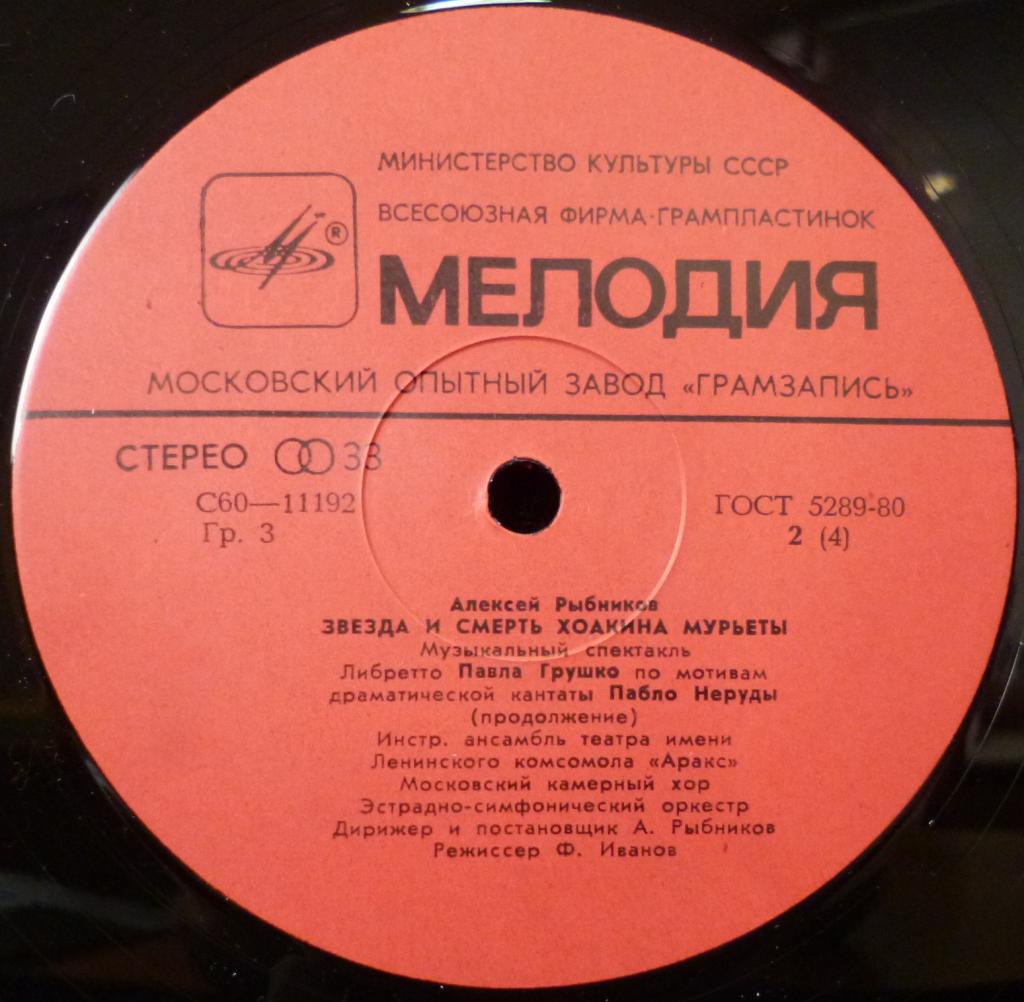 МИНИСТЕРСТВО КУЛЬТУРЫ СССР
ВСЕСОЮЗНАЯ ФИРМА·ГРАМПЛАСТИНОК
®
МЕЛОДИЯ
МОСКОВСКИЙ ОПЫТНЫЙ ЗАВОД «ГРАМЗАПИСЬ»
СТЕРЕО 33
С60—11192
Гр. 3
ГОСТ 5289-80
2 (4)
Алексей Рыбников
ЗВЕЗДА И СМЕРТЬ ХОАКИНА МУРЬЕТЫ
Музыкальный спектакль
Либретто Павла Грушко по мотивам
драматической кантаты Пабло Неруды
(продолжение)
Инстр. ансамбль театра имени
Ленинского комсомола «Аракс»
Московский камерный хор
Эстрадно-симфонический оркестр
Дирижер и постановщик А. Рыбников
Режиссер Ф. Иванов